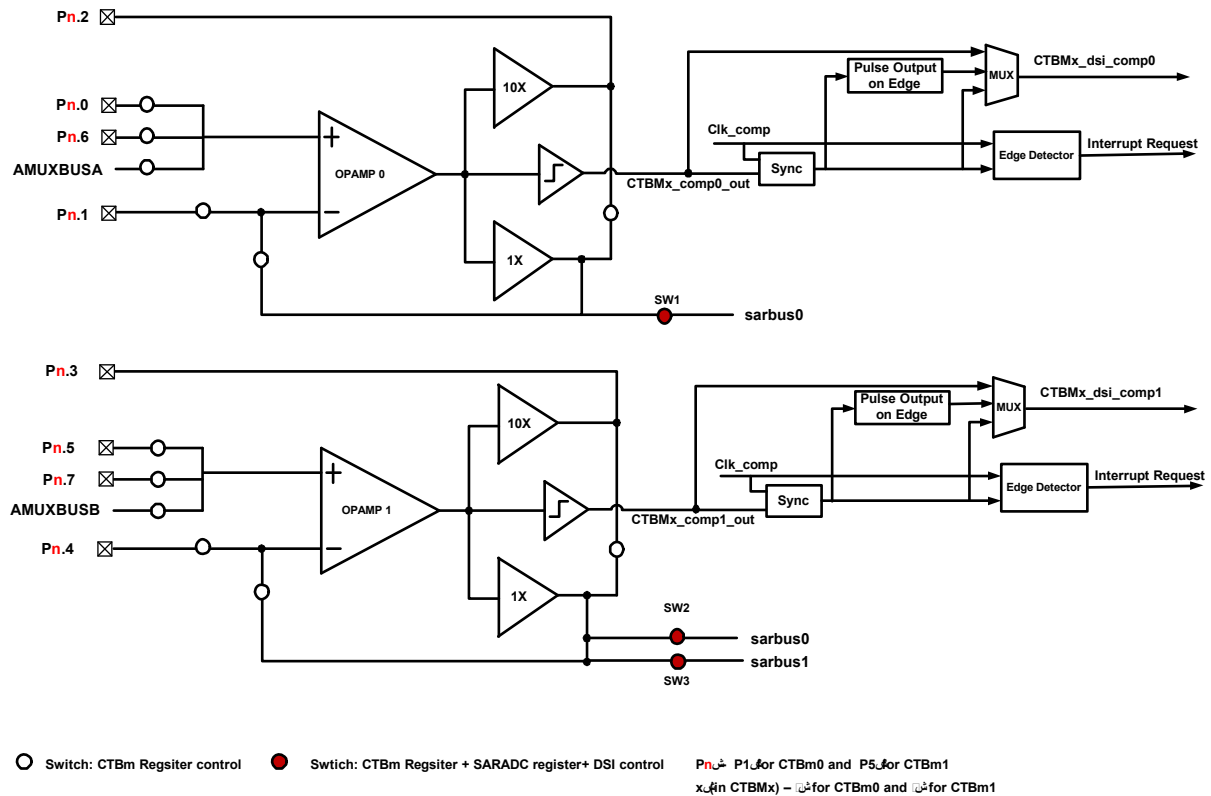 Pn.2
Pn.0
Pn.6
AMUXBUSA
Pn.1
OPAMP 0
10X
1X
CTBMx_comp0_out
Clk_comp
Sync
Pulse Output
on Edge
MUX
CTBMx_dsi_comp0
Edge Detector
Interrupt Request
SW1
sarbus0
Pn.3
Pn.5
Pn.7
AMUXBUSB
Pn.4
OPAMP 1
10X
1X
CTBMx_comp1_out
Clk_comp
Sync
Pulse Output
on Edge
MUX
CTBMx_dsi_comp1
Edge Detector
Interrupt Request
SW2
sarbus0
sarbus1
SW3
Switch: CTBm Regsiter control
Swtich: CTBm Regsiter + SARADC register+ DSI control
Pn P1 for CTBm0 and P5 for CTBm1
x (in CTBMx) – for CTBm0 and for CTBm1